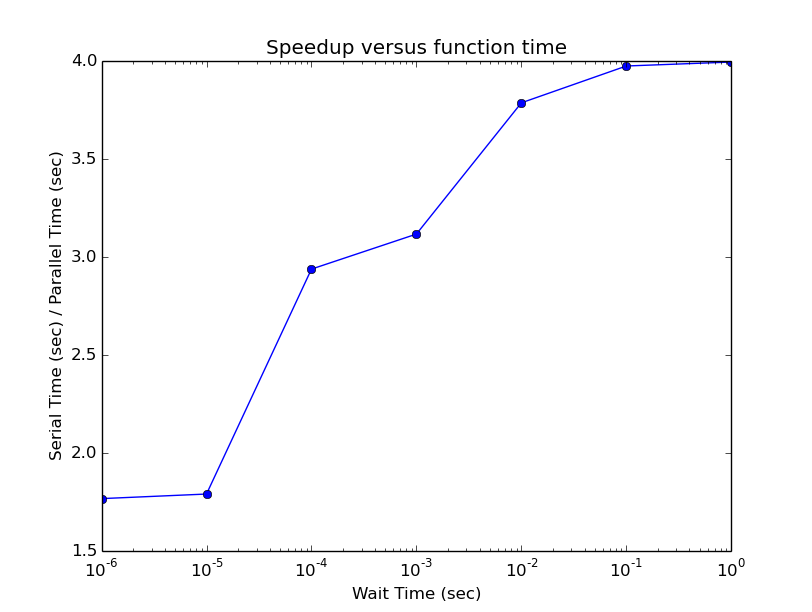 Speedup versus function time
Serial Time (sec) / Parallel Time (sec)
4.0
3.5
3.0
2.5
2.0
1.5
10^-6 10^-5 10^-4 10^-3 10^-2 10^-1 10^0
Wait Time (sec)